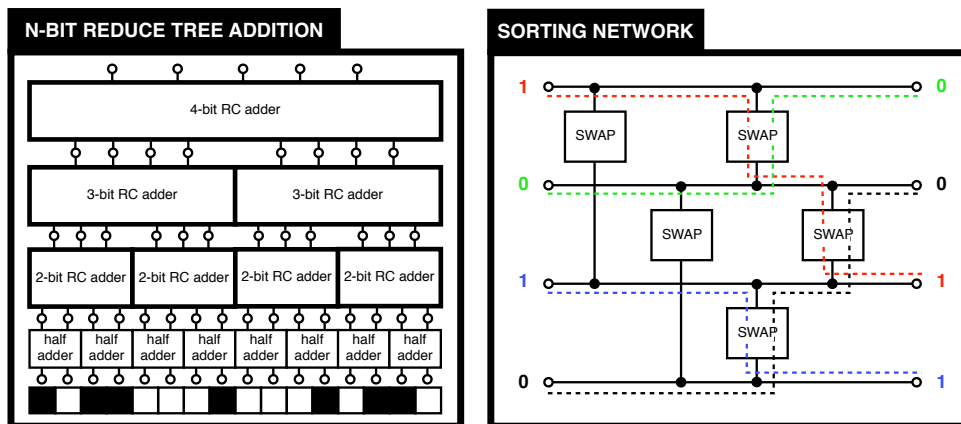 N-BIT REDUCE TREE ADDITION
4-bit RC adder
3-bit RC adder 3-bit RC adder
2-bit RC adder 2-bit RC adder 2-bit RC adder 2-bit RC adder
half half half half half half half half
adder adder adder adder adder adder adder adder
SORTING NETWORK
1 0
SWAP SWAP
0 0
SWAP SWAP
1 1
SWAP
0 1